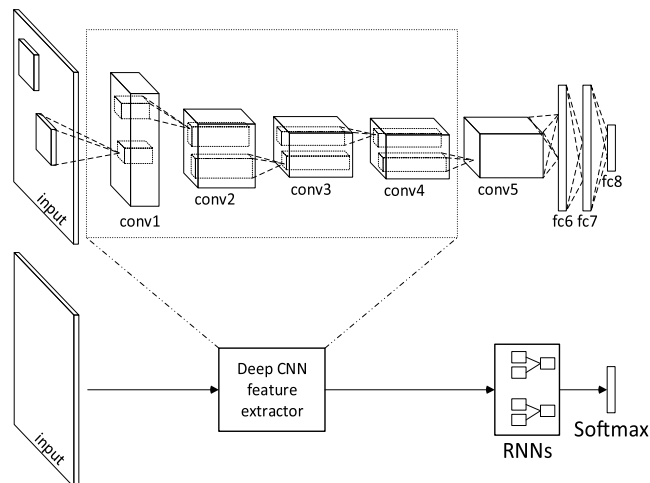 input
conv1
conv2
conv3
conv4
conv5
fc6
fc7
fc8
input
Deep CNN
feature
extractor
RNNs
Softmax